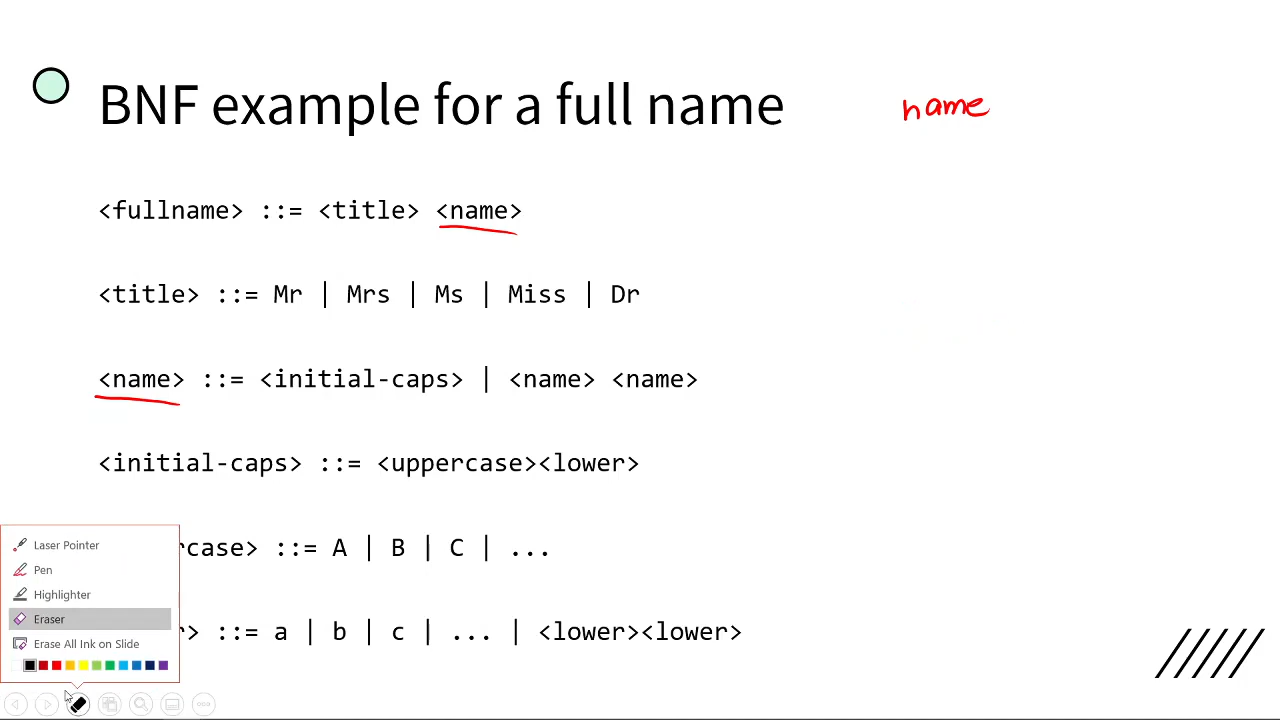 BNF example for a full name
name
<fullname> ::= <title> <name>
<title> ::= Mr | Mrs | Ms | Miss | Dr
<name> ::= <initial-caps> | <name> <name>
<initial-caps> ::= <uppercase><lower>
rcase> ::= A | B | C | ...
r> ::= a | b | c | ... | <lower><lower>
Laser Pointer
Pen
Highlighter
Eraser
Erase All Ink on Slide